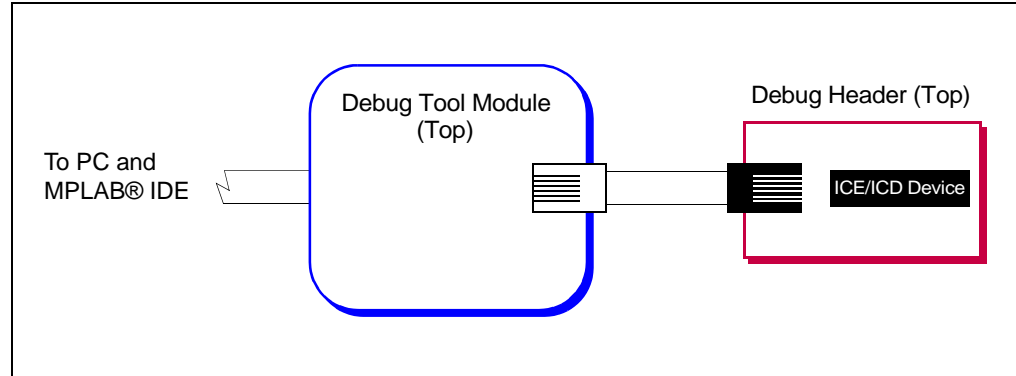 To PC and
MPLAB® IDE
Debug Tool Module
(Top)
Debug Header (Top)
ICE/ICD Device